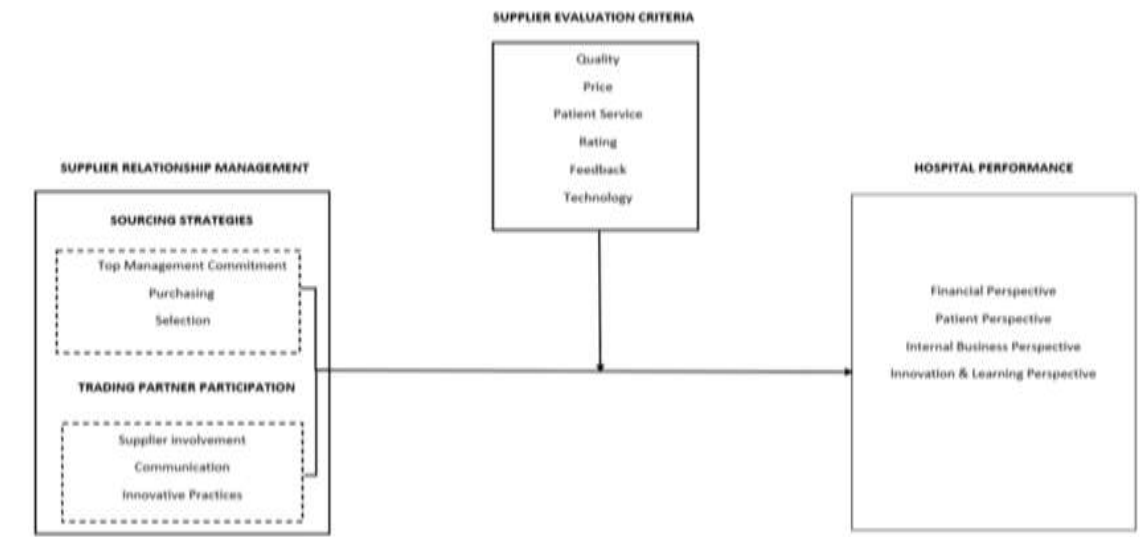 SUPPLIER EVALUATION CRITERIA
Quality
Price
Patient Service
Rating
Feedback
Technology
SUPPLIER RELATIONSHIP MANAGEMENT
SOURCING STRATEGIES
Top Management Commitment
Purchasing
Selection
TRADING PARTNER PARTICIPATION
Supplier Involvement
Communication
Innovative Practices
HOSPITAL PERFORMANCE
Financial Perspective
Patient Perspective
Internal Business Perspective
Innovation & Learning Perspective